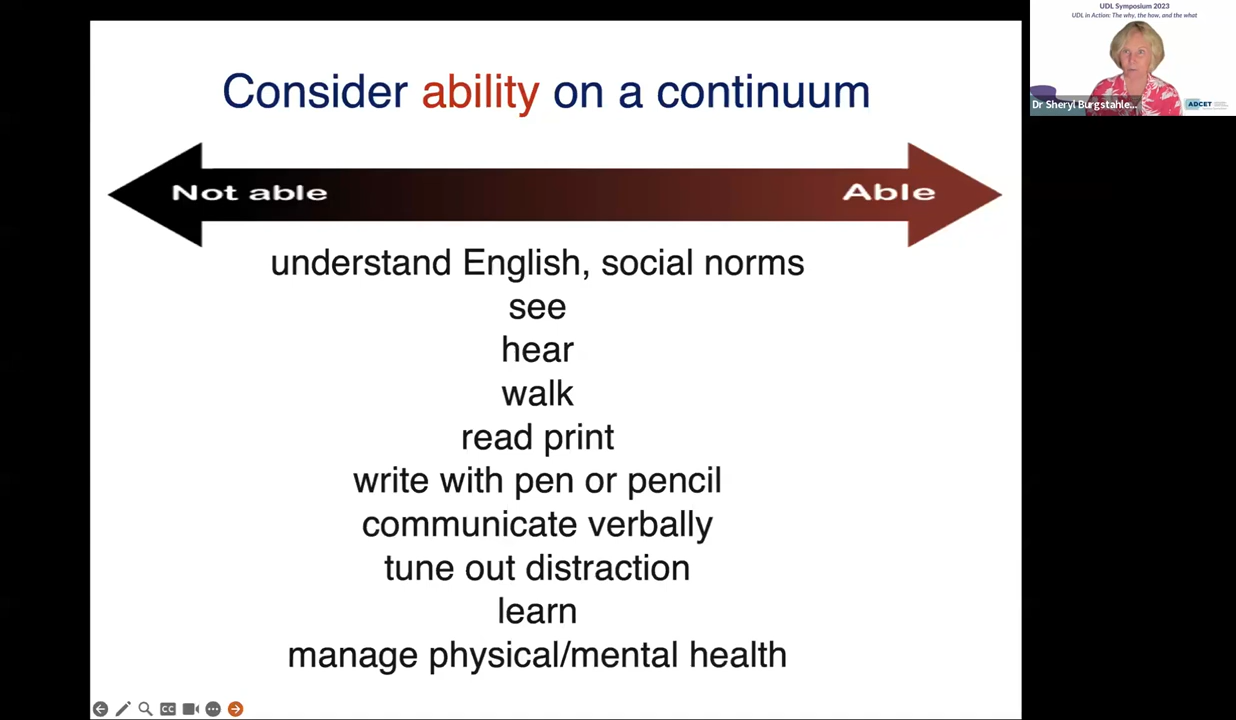 UDL Symposium 2023
UDL in Action: The why, the how, and the what
Dr Sheryl Burgstahle...
ADCET
Consider ability on a continuum
Not able
Able
understand English, social norms
see
hear
walk
read print
write with pen or pencil
communicate verbally
tune out distraction
learn
manage physical/mental health
CC